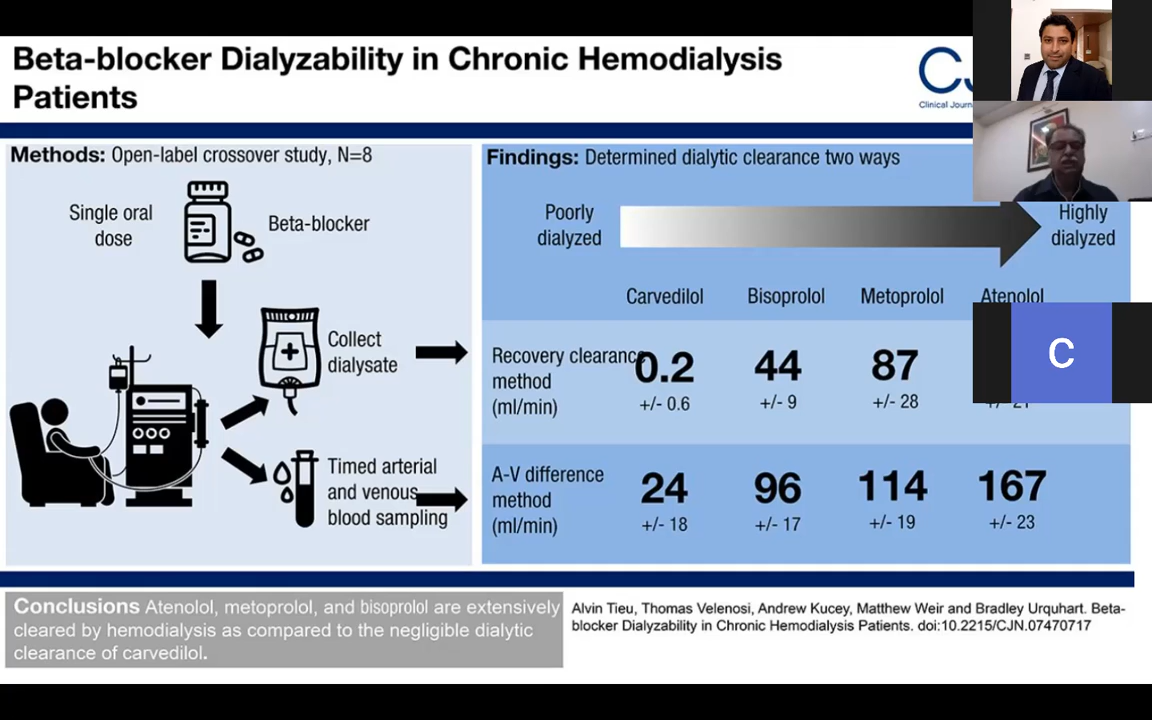 Beta-blocker Dialyzability in Chronic Hemodialysis
Patients
Clinical Journ
Methods: Open-label crossover study, N=8
Single oral
dose
Beta-blocker
Collect
dialysate
Timed arterial
and venous
blood sampling
Findings: Determined dialytic clearance two ways
Poorly
dialyzed
Highly
dialyzed
Carvedilol Bisoprolol Metoprolol Atenolol
Recovery clearance
method
(ml/min)
0.2 44 87
+/- 0.6 +/- 9 +/- 28
A-V difference
method
(ml/min)
24 96 114 167
+/- 18 +/- 17 +/- 19 +/- 23
C
Conclusions Atenolol, metoprolol, and bisoprolol are extensively
cleared by hemodialysis as compared to the negligible dialytic
clearance of carvedilol.
Alvin Tieu, Thomas Velenosi, Andrew Kucey, Matthew Weir and Bradley Urquhart. Beta-
blocker Dialyzability in Chronic Hemodialysis Patients. doi:10.2215/CJN.07470717